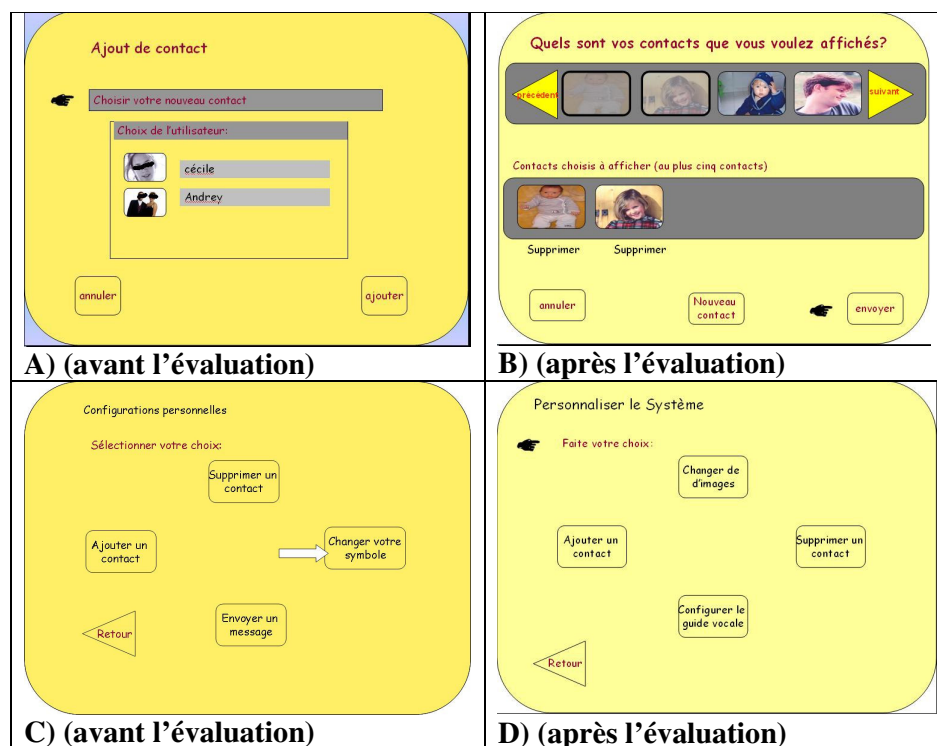 Ajout de contact
Choisir votre nouveau contact
Choix de l'utilisateur:
cécile
Andrey
annuler
ajouter
A) (avant l'évaluation)
Quels sont vos contacts que vous voulez affichés?
précédent
suivant
Contacts choisis à afficher (au plus cinq contacts)
Supprimer
Supprimer
annuler
Nouveau
contact
envoyer
B) (après l'évaluation)
Configurations personnelles
Sélectionner votre choix:
Supprimer un
contact
Ajouter un
contact
Changer votre
symbole
Envoyer un
message
Retour
C) (avant l'évaluation)
Personnaliser le Système
Faite votre choix:
Changer de
d'images
Ajouter un
contact
Supprimer un
contact
Configurer le
guide vocale
Retour
D) (après l'évaluation)